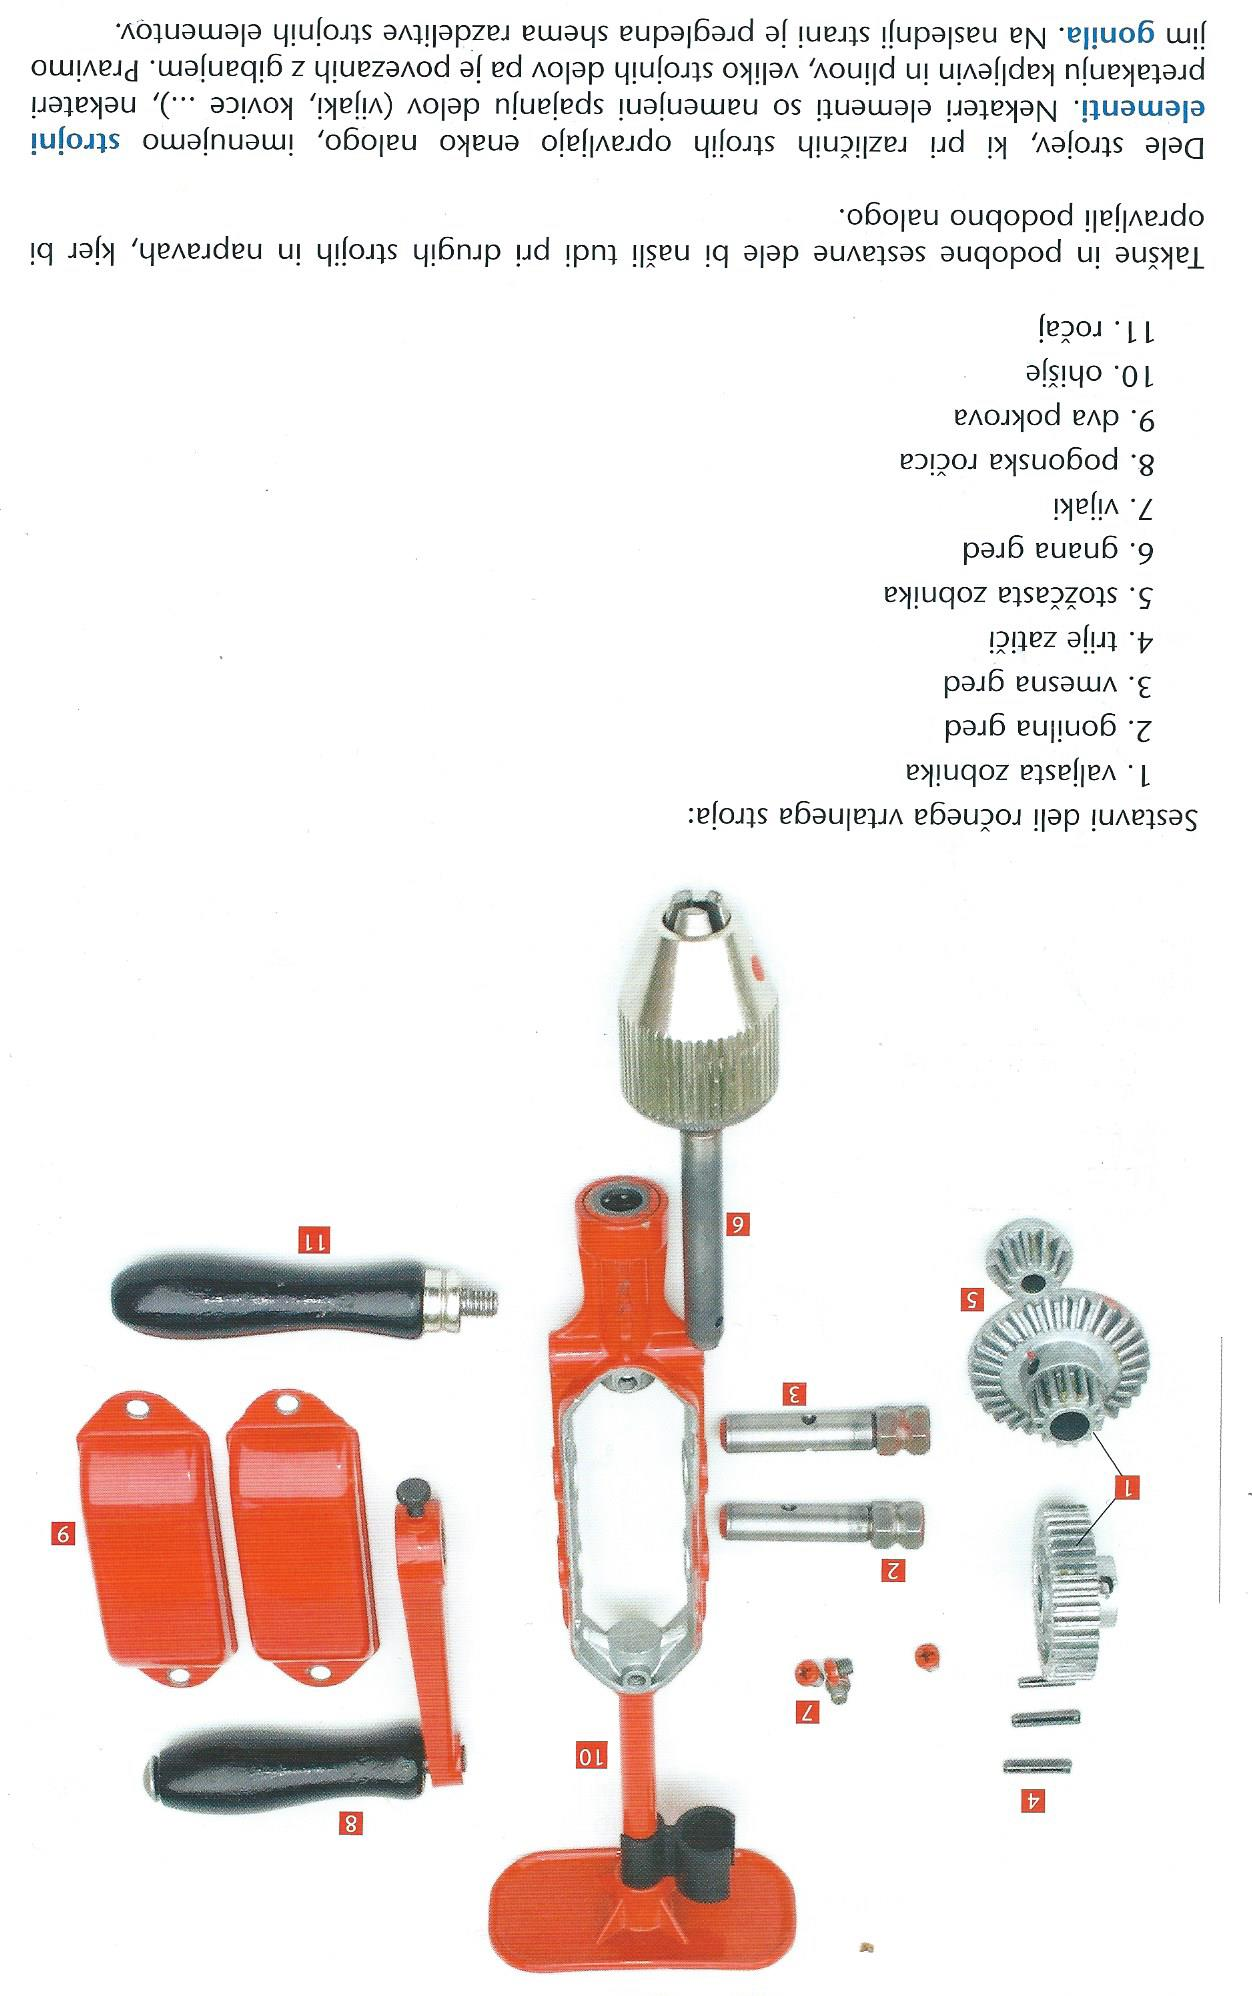 4
8
10
7
2
9
1
3
5
6
11
Sestavni deli ročnega vrtalnega stroja:
1. valjasta zobnika
2. gonilna gred
3. vmesna gred
4. trije zatiči
5. stožčasta zobnika
6. gnana gred
7. vijaki
8. pogonska ročica
9. dva pokrova
10. ohišje
11. ročaj
Takšne in podobne sestavne dele bi našli tudi pri drugih strojih in napravah, kjer bi
opravljali podobno nalogo.
Dele strojev, ki pri različnih strojih opravljajo enako nalogo, imenujemo strojni
elementi. Nekateri elementi so namenjeni spajanju delov (vijaki, kovice ...), nekateri
pretakanju kapljevin in plinov, veliko strojnih delov pa je povezanih z gibanjem. Pravimo
jim gonila. Na naslednji strani je pregledna shema razdelitve strojnih elementov.